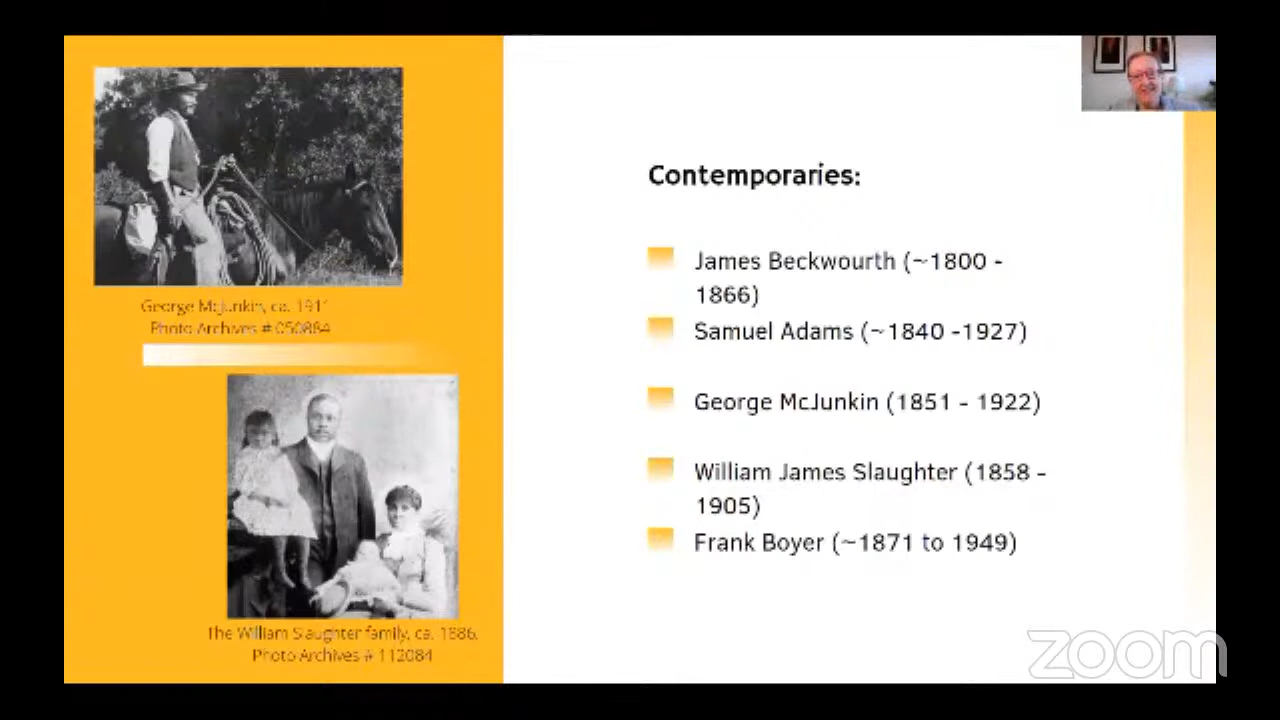 George McJunkin, ca. 1911
Photo Archives # 050884
The William Slaughter family, ca. 1886,
Photo Archives # 112084
Contemporaries:
James Beckwourth (~1800 -
1866)
Samuel Adams (~1840 -1927)
George McJunkin (1851 - 1922)
William James Slaughter (1858 -
1905)
Frank Boyer (~1871 to 1949)
zoom